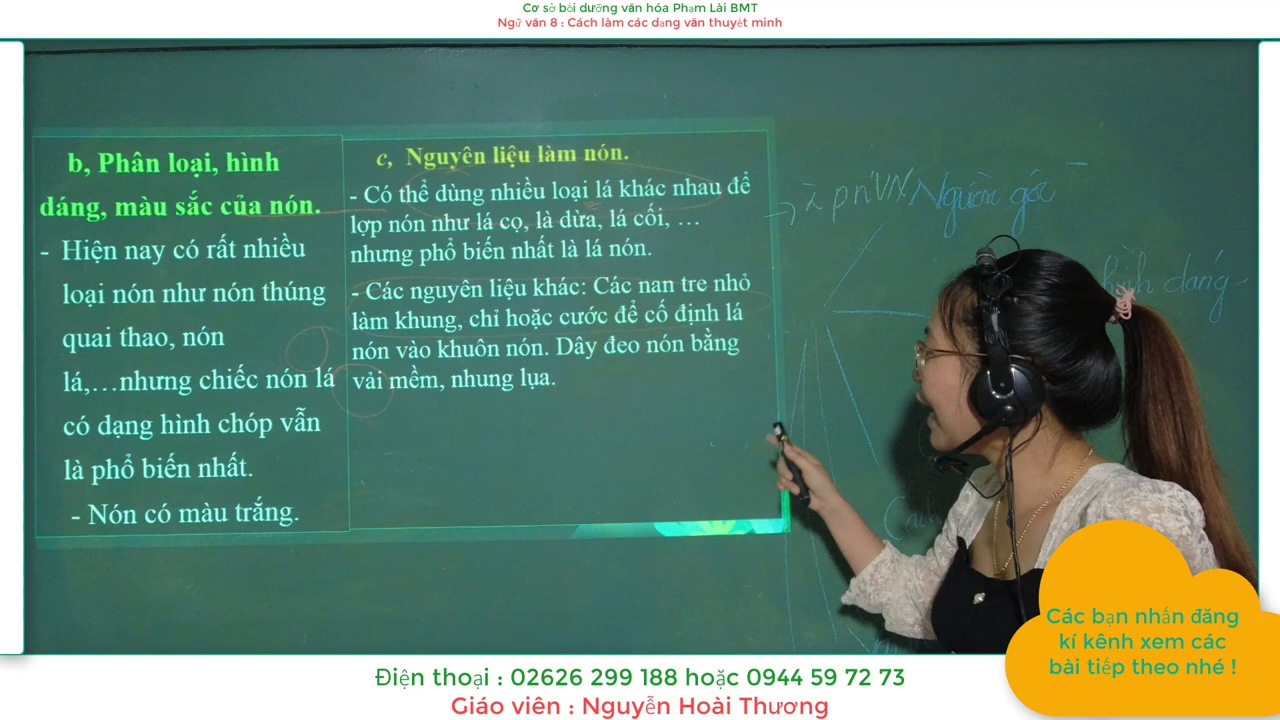 Cơ sở bồi dưỡng văn hóa Phạm Lài BMT
Ngữ văn 8 : Cách làm các dạng văn thuyết minh
b, Phân loại, hình
dáng, màu sắc của nón.
- Hiện nay có rất nhiều
loại nón như nón thúng
quai thao, nón
lá,…nhưng chiếc nón lá
có dạng hình chóp vẫn
là phổ biến nhất.
- Nón có màu trắng.
c, Nguyên liệu làm nón.
- Có thể dùng nhiều loại lá khác nhau để
lợp nón như lá cọ, là dừa, lá cối, …
nhưng phổ biến nhất là lá nón.
- Các nguyên liệu khác: Các nan tre nhỏ
làm khung, chỉ hoặc cước để cố định lá
nón vào khuôn nón. Dây đeo nón bằng
vải mềm, nhung lụa.
Nguồn gốc
hình dáng
Các bạn nhấn đăng
kí kênh xem các
bài tiếp theo nhé !
Điện thoại : 02626 299 188 hoặc 0944 59 72 73
Giáo viên : Nguyễn Hoài Thương